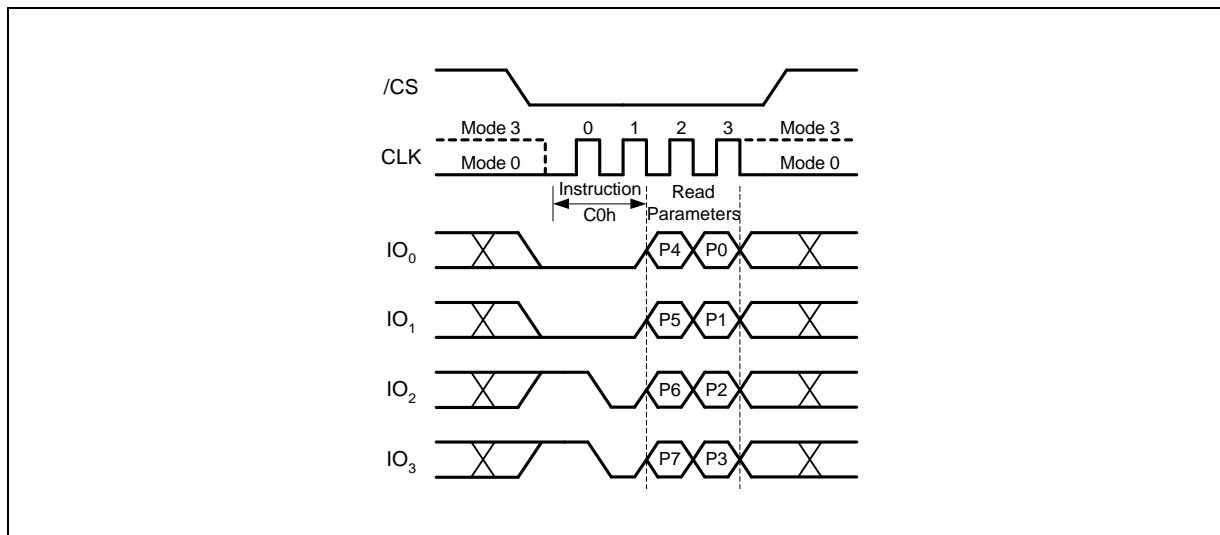 /CS
Mode 3 0 1 2 3 Mode 3
CLK
Mode 0 Mode 0
Instruction Read
C0h Parameters
IO0 P4 P0
IO1 P5 P1
IO2 P6 P2
IO3 P7 P3